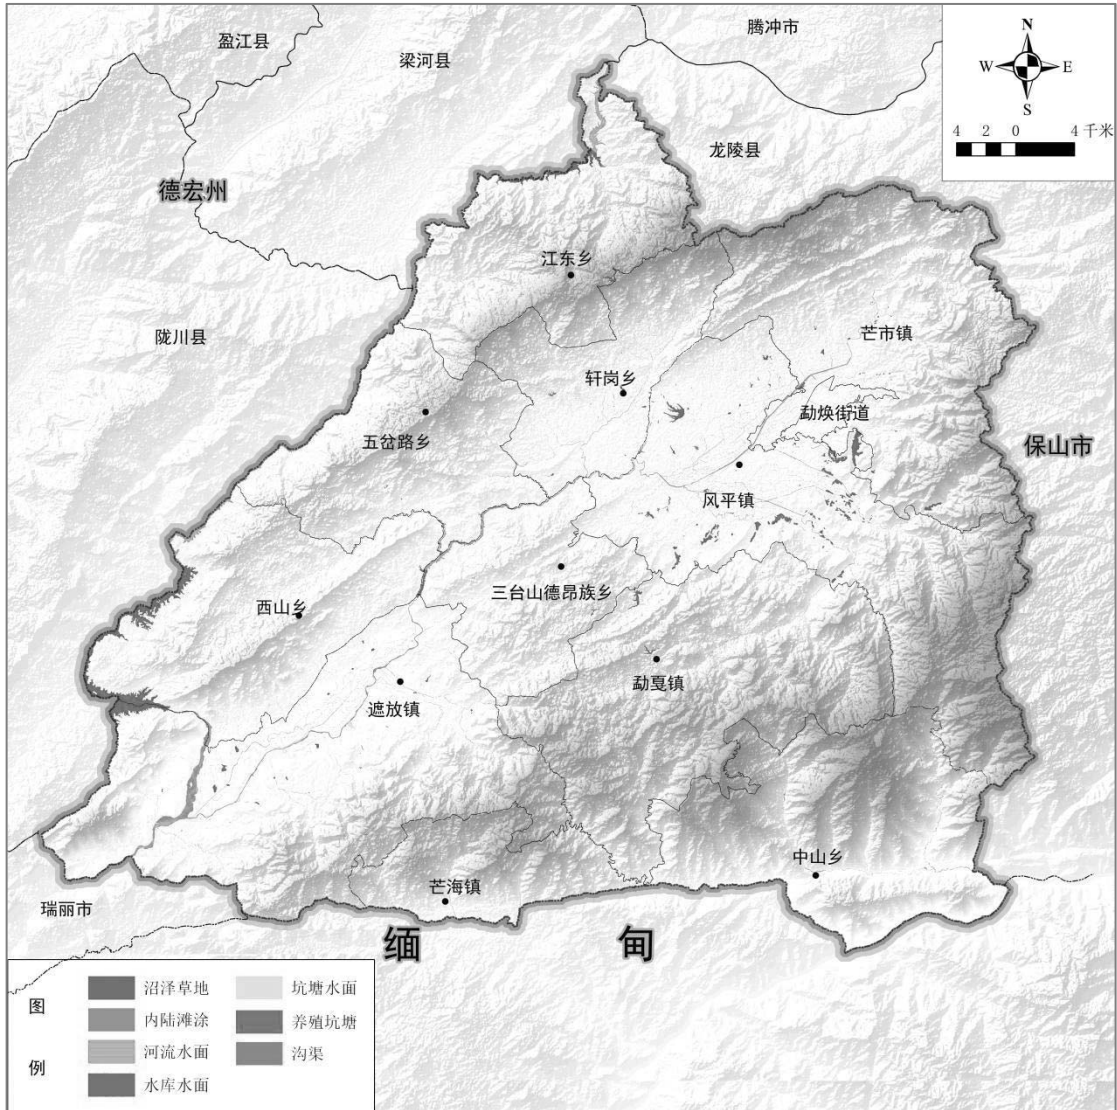 盈江县
梁河县
腾冲市
N
W
E
S
4 2 0 4 千米
龙陵县
德宏州
江东乡
陇川县
芒市镇
轩岗乡
勐焕街道
五岔路乡
保山市
风平镇
三台山德昂族乡
西山乡
勐戛镇
遮放镇
中山乡
芒海镇
瑞丽市
缅甸
图例
沼泽草地
内陆滩涂
河流水面
水库水面
坑塘水面
养殖坑塘
沟渠